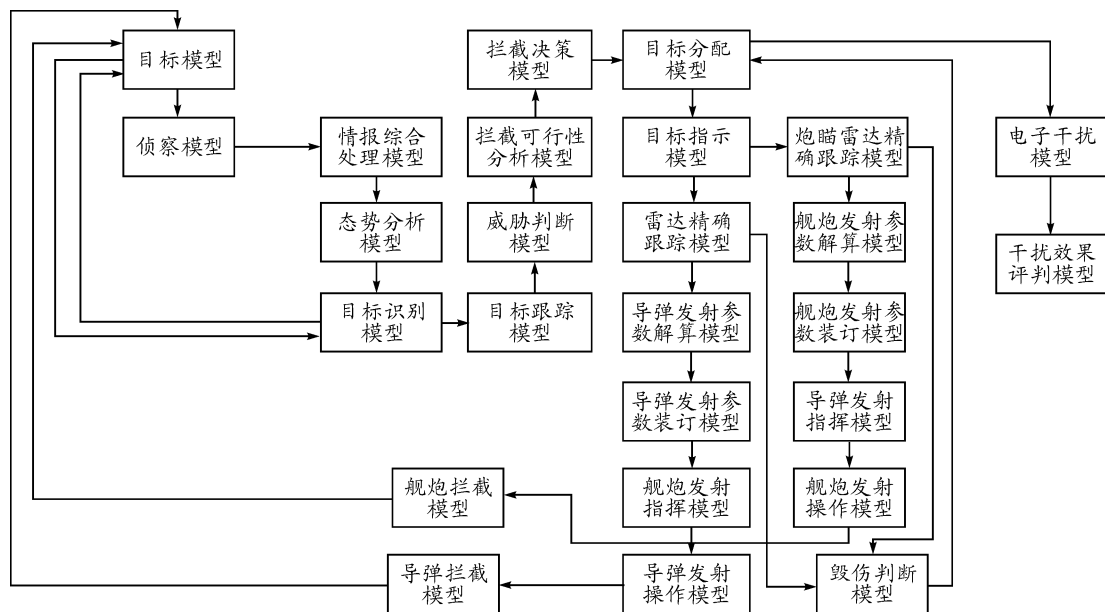 目标模型
侦察模型
情报综合
处理模型
态势分析
模型
目标识别
模型
拦截决策
模型
拦截可行性
分析模型
威胁判断
模型
目标跟踪
模型
目标分配
模型
目标指示
模型
雷达精确
跟踪模型
导弹发射参
数解算模型
导弹发射参
数装订模型
舰炮发射
指挥模型
导弹发射
操作模型
炮瞄雷达精
确跟踪模型
舰炮发射参
数解算模型
舰炮发射参
数装订模型
导弹发射
指挥模型
舰炮发射
操作模型
毁伤判断
模型
电子干扰
模型
干扰效果
评判模型
舰炮拦截
模型
导弹拦截
模型